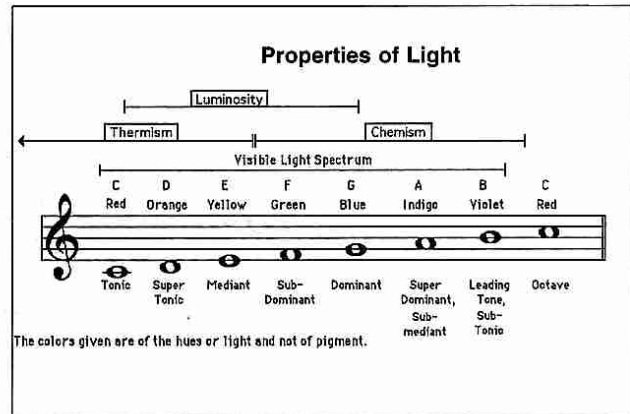 Properties of Light
Luminosity
Thermism Chemism
Visible Light Spectrum
C D E F G A B C
Red Orange Yellow Green Blue Indigo Violet Red
Tonic Super Mediant Sub- Dominant Super Leading Octave
Tonic Dominant Dominant, Tone,
Sub- Sub-
mediant Tonic
The colors given are of the hues or light and not of pigment.